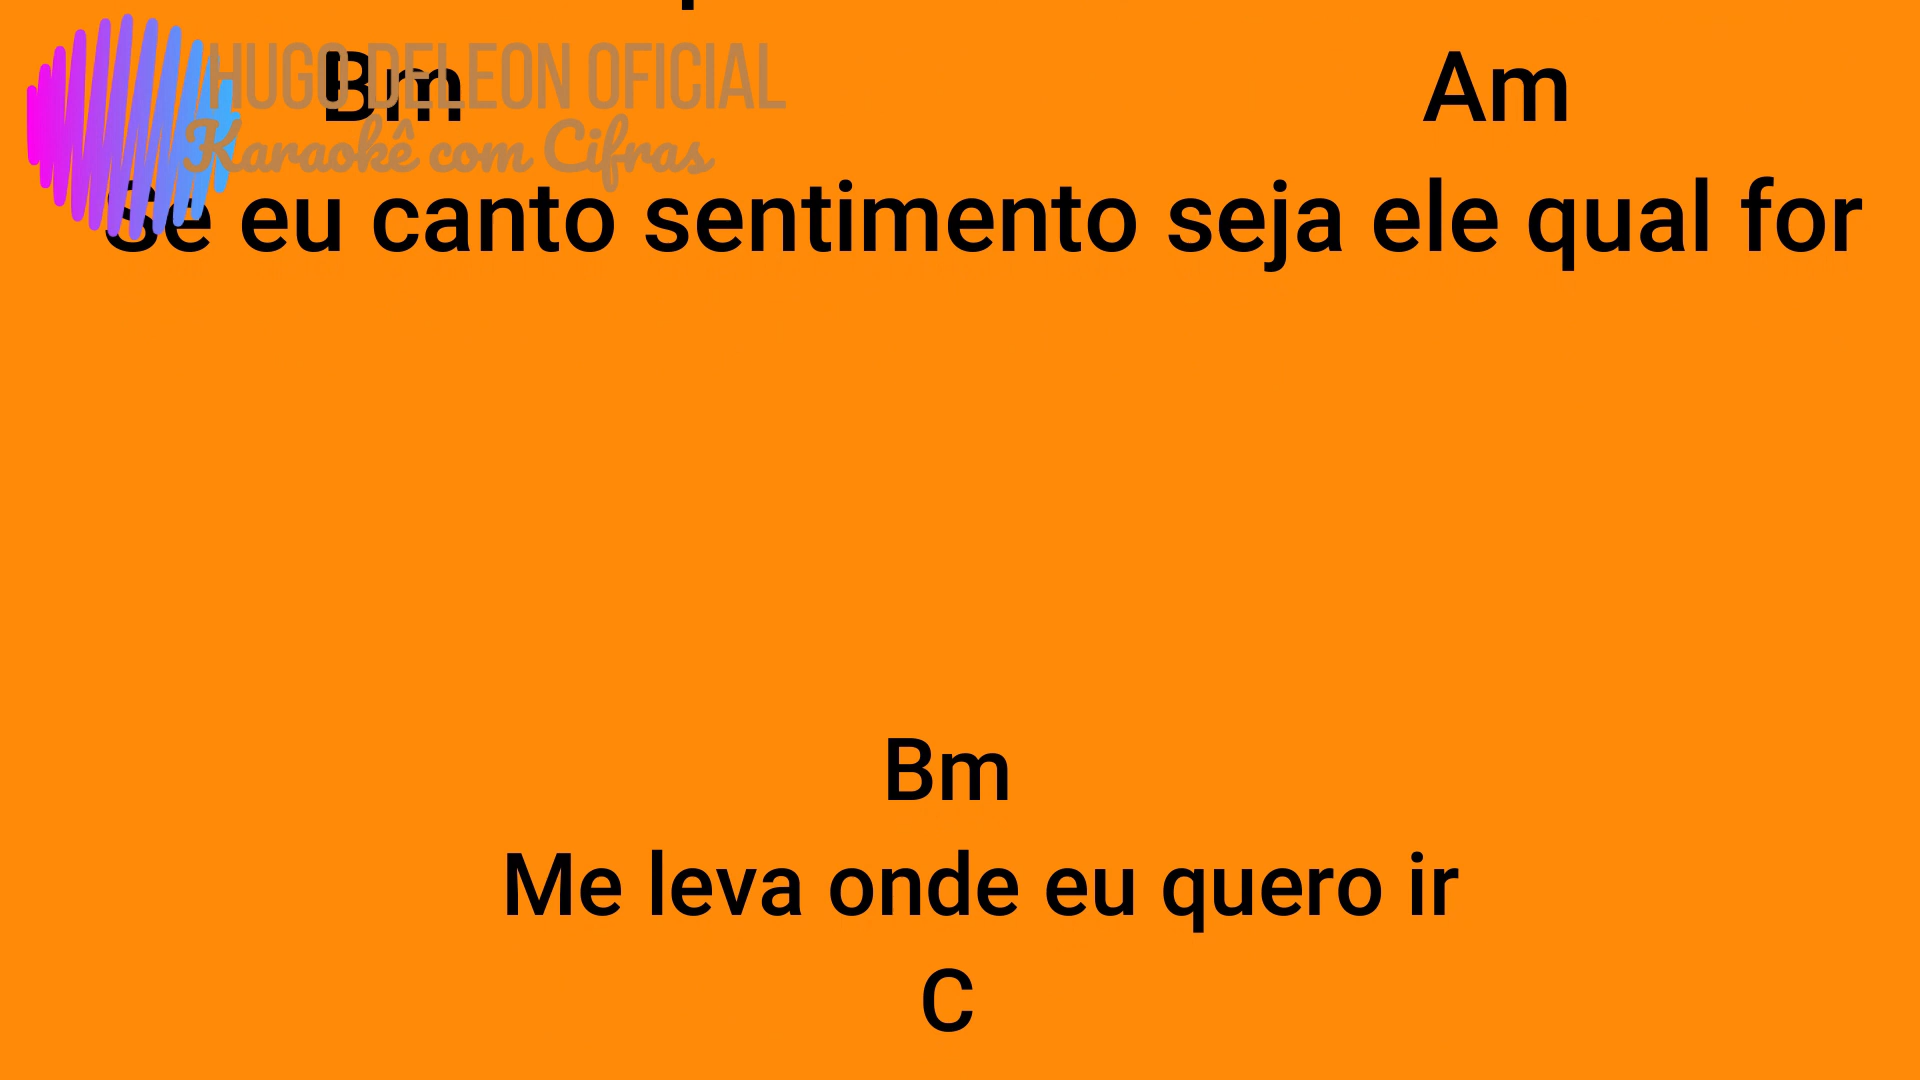 HUGO DELEON OFICIAL
Karaokê com Cifras
Bm Am
Se eu canto sentimento seja ele qual for
Bm
Me leva onde eu quero ir
C